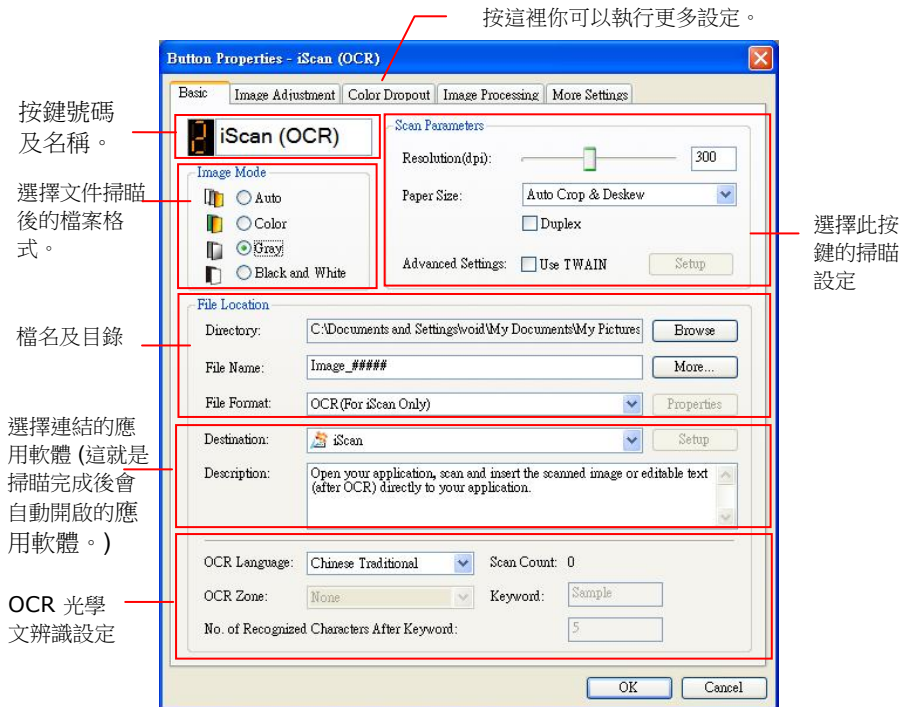 按這裡你可以執行更多設定。
Button Properties - iScan (OCR)
Basic Image Adjustment Color Dropout Image Processing More Settings
按鍵號碼
及名稱。
2 iScan (OCR)
選擇文件掃瞄
後的檔案格
式。
Image Mode
Auto
Color
Gray
Black and White
Scan Parameters
Resolution(dpi): 300
Paper Size: Auto Crop & Deskew
Duplex
Advanced Settings: Use TWAIN Setup
選擇此按
鍵的掃瞄
設定
檔名及目錄
File Location
Directory: C:\Documents and Settings\void\My Documents\My Pictures Browse
File Name: Image_##### More...
File Format: OCR(For iScan Only) Properties
選擇連結的應
用軟體 (這就是
掃瞄完成後會
自動開啟的應
用軟體。)
Destination: iScan Setup
Description: Open your application, scan and insert the scanned image or editable text
(after OCR) directly to your application.
OCR 光學
文辨識設定
OCR Language: Chinese Traditional Scan Count: 0
OCR Zone: None Keyword: Sample
No. of Recognized Characters After Keyword: 5
OK Cancel